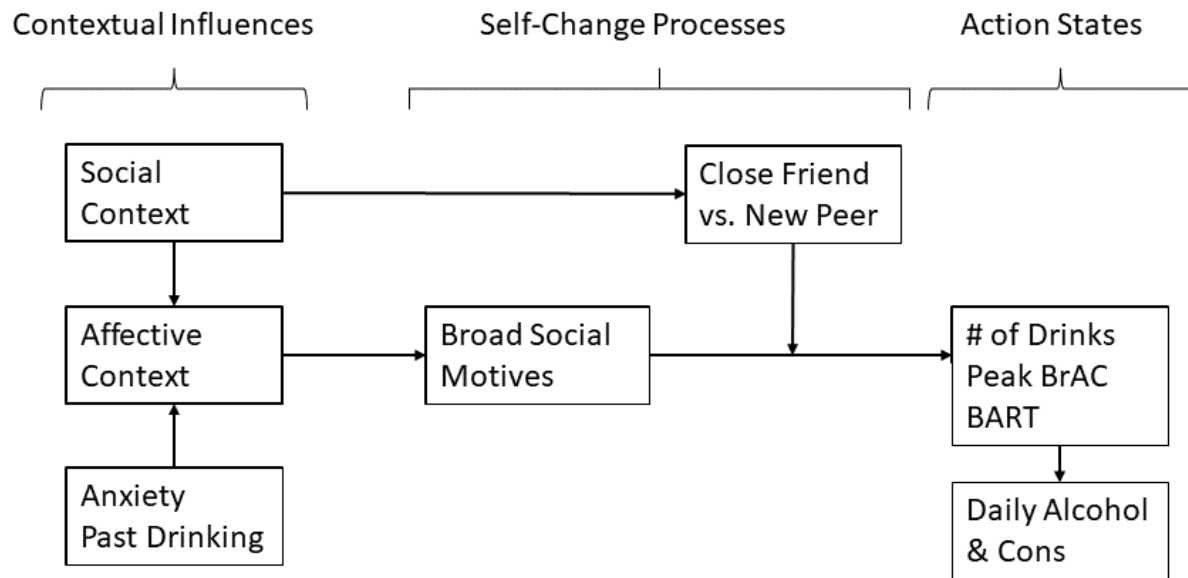 Contextual Influences
Self-Change Processes
Action States
Social
Context
Close Friend
vs. New Peer
Affective
Context
Broad Social
Motives
# of Drinks
Peak BrAC
BART
Anxiety
Past Drinking
Daily Alcohol
& Cons